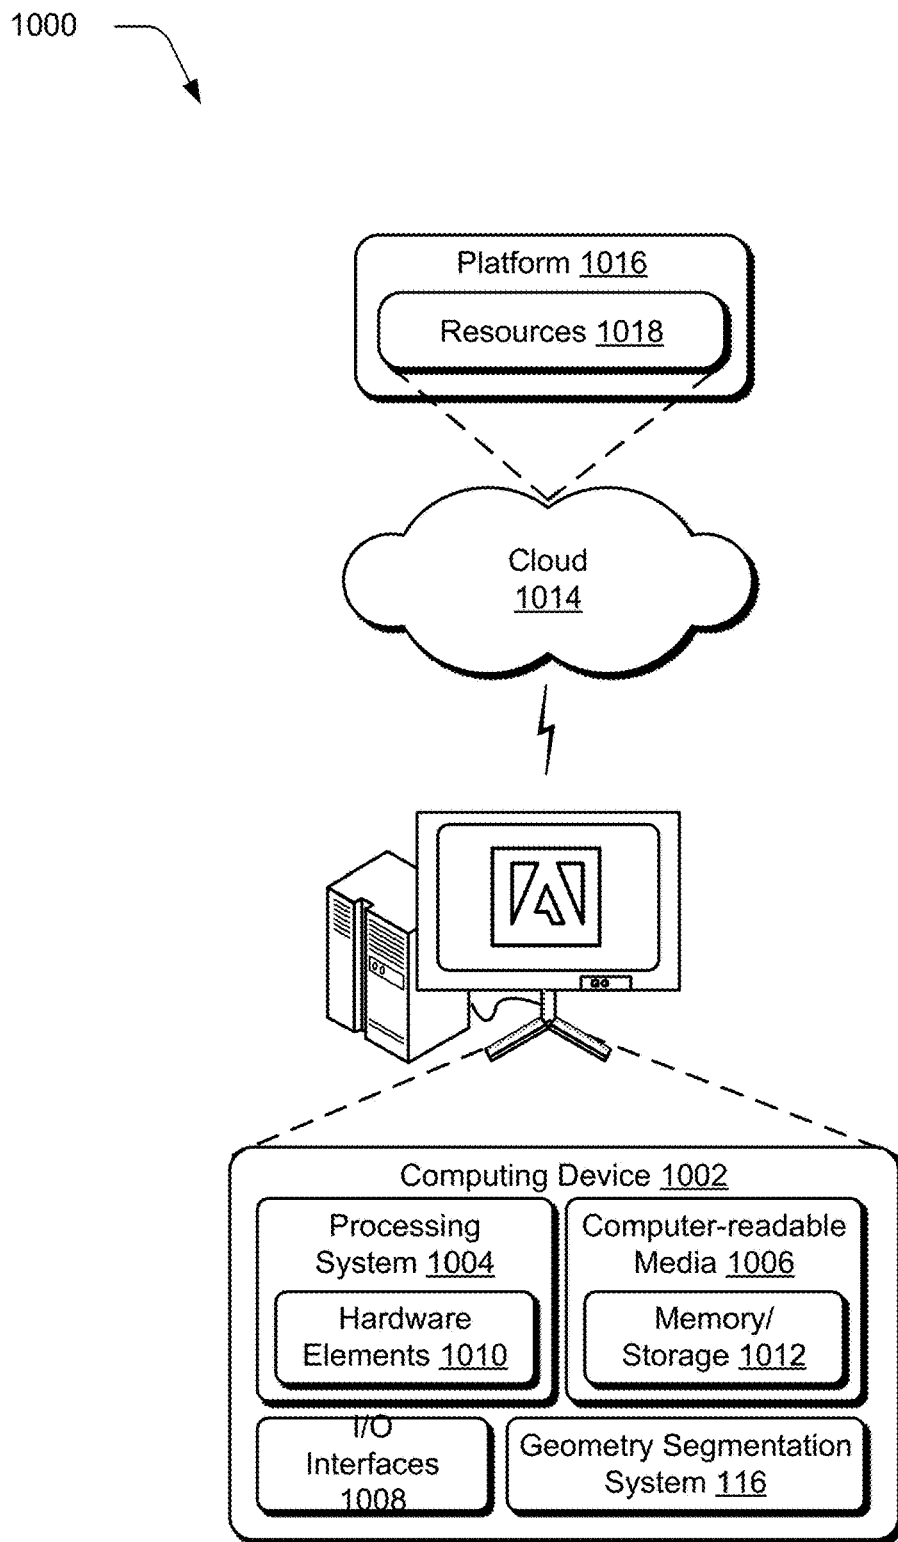 1000
Platform 1016
Resources 1018
Cloud
1014
Computing Device 1002
Processing
System 1004
Hardware
Elements 1010
Computer-readable
Media 1006
Memory/
Storage 1012
I/O
Interfaces
1008
Geometry Segmentation
System 116